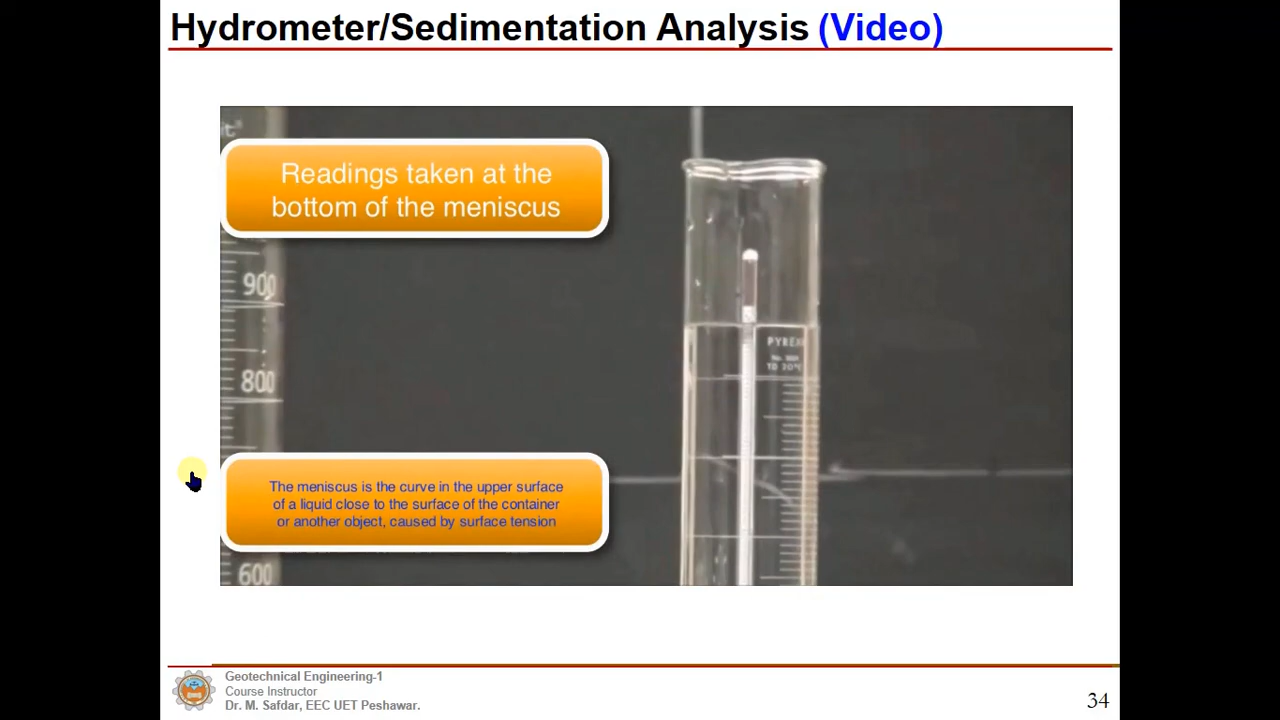 Hydrometer/Sedimentation Analysis (Video)
Readings taken at the
bottom of the meniscus
900
800
PYREX
TD 30°C
The meniscus is the curve in the upper surface
of a liquid close to the surface of the container
or another object, caused by surface tension
600
Geotechnical Engineering-1
Course Instructor
Dr. M. Safdar, EEC UET Peshawar.
34